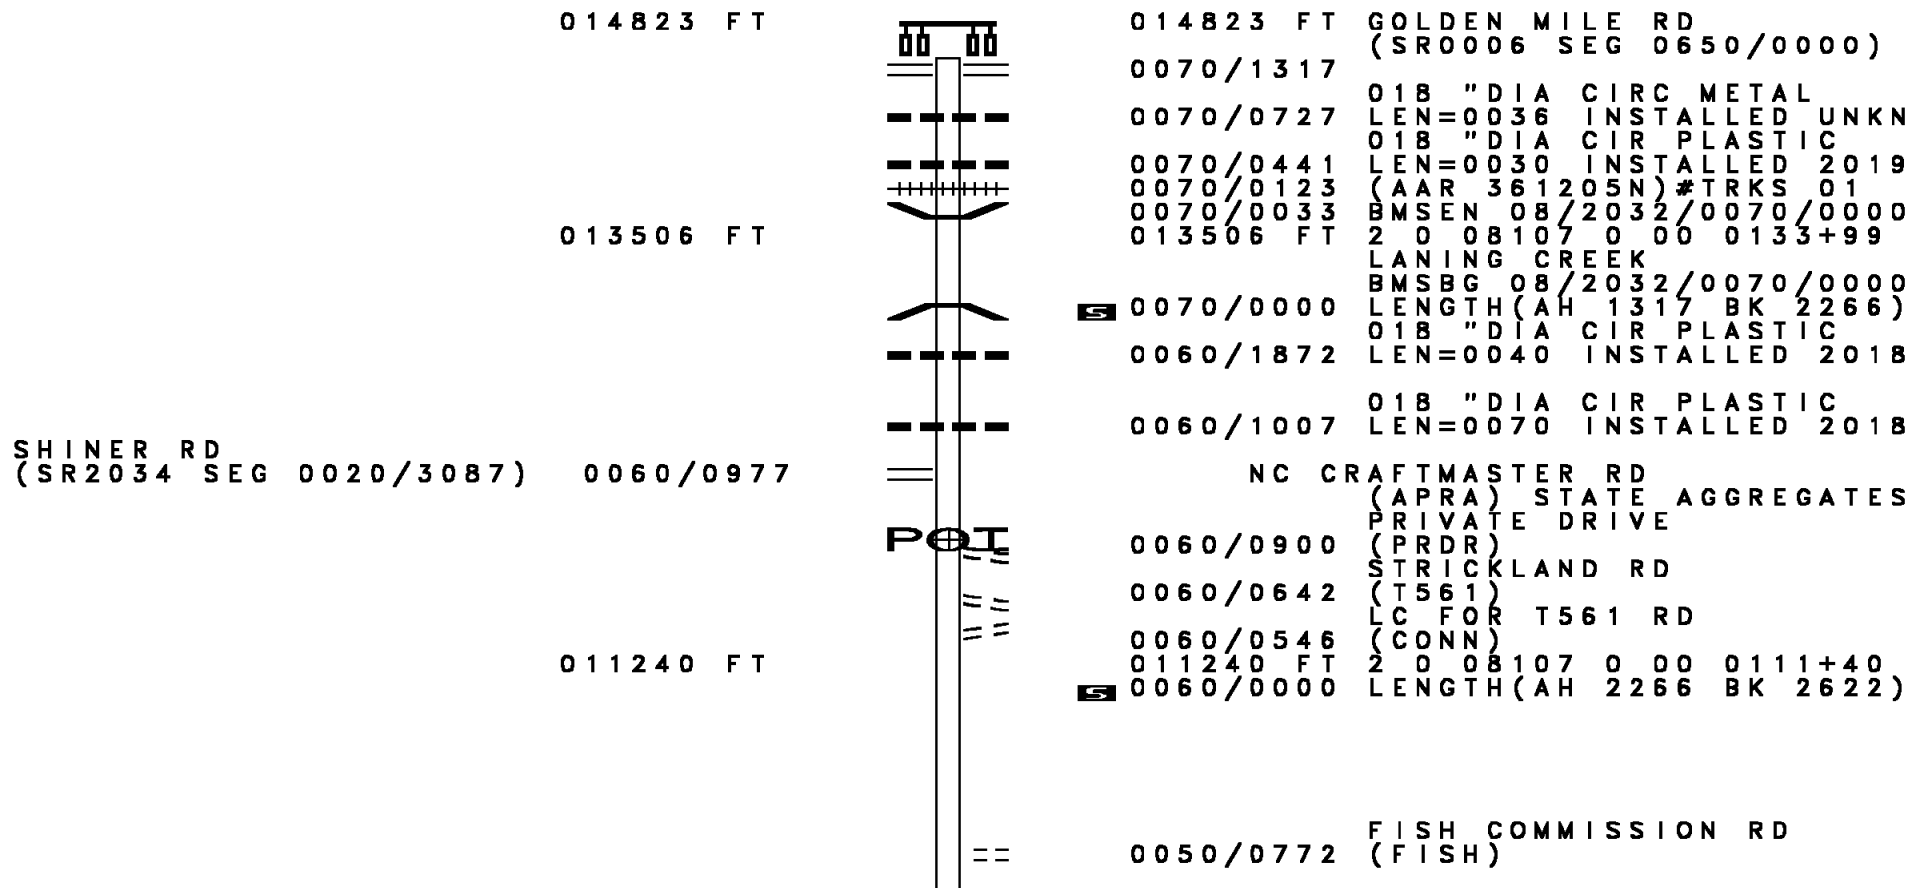 014823 FT 014823 FT GOLDEN MILE RD
(SR0006 SEG 0650/0000)
0070/1317
018 "DIA CIRC METAL
0070/0727 LEN=0036 INSTALLED UNKN
018 "DIA CIR PLASTIC
0070/0441 LEN=0030 INSTALLED 2019
0070/0123 (AAR 361205N)#TRKS 01
0070/0033 BMSEN 08/2032/0070/0000
013506 FT 013506 FT 2 0 08107 0 00 0133+99
LANING CREEK
BMSBG 08/2032/0070/0000
S 0070/0000 LENGTH(AH 1317 BK 2266)
018 "DIA CIR PLASTIC
0060/1872 LEN=0040 INSTALLED 2018
018 "DIA CIR PLASTIC
0060/1007 LEN=0070 INSTALLED 2018
SHINER RD
(SR2034 SEG 0020/3087) 0060/0977 NC CRAFTMASTER RD
(APRA) STATE AGGREGATES
PRIVATE DRIVE
POI 0060/0900 (PRDR)
STRICKLAND RD
0060/0642 (T561)
LC FOR T561 RD
0060/0546 (CONN)
011240 FT 011240 FT 2 0 08107 0 00 0111+40
S 0060/0000 LENGTH(AH 2266 BK 2622)
FISH COMMISSION RD
0050/0772 (FISH)